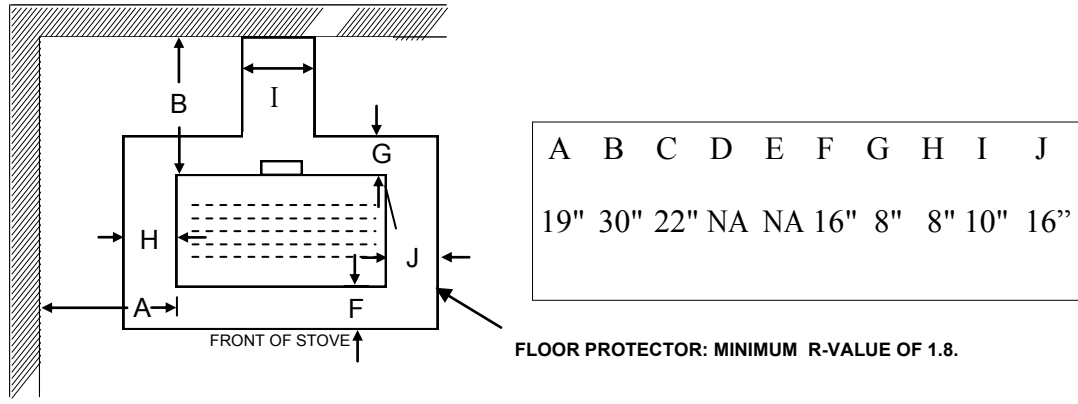 B
I
G
H
J
A
F
FRONT OF STOVE
A B C D E F G H I J
19" 30" 22" NA NA 16" 8" 8" 10" 16”
FLOOR PROTECTOR: MINIMUM R-VALUE OF 1.8.